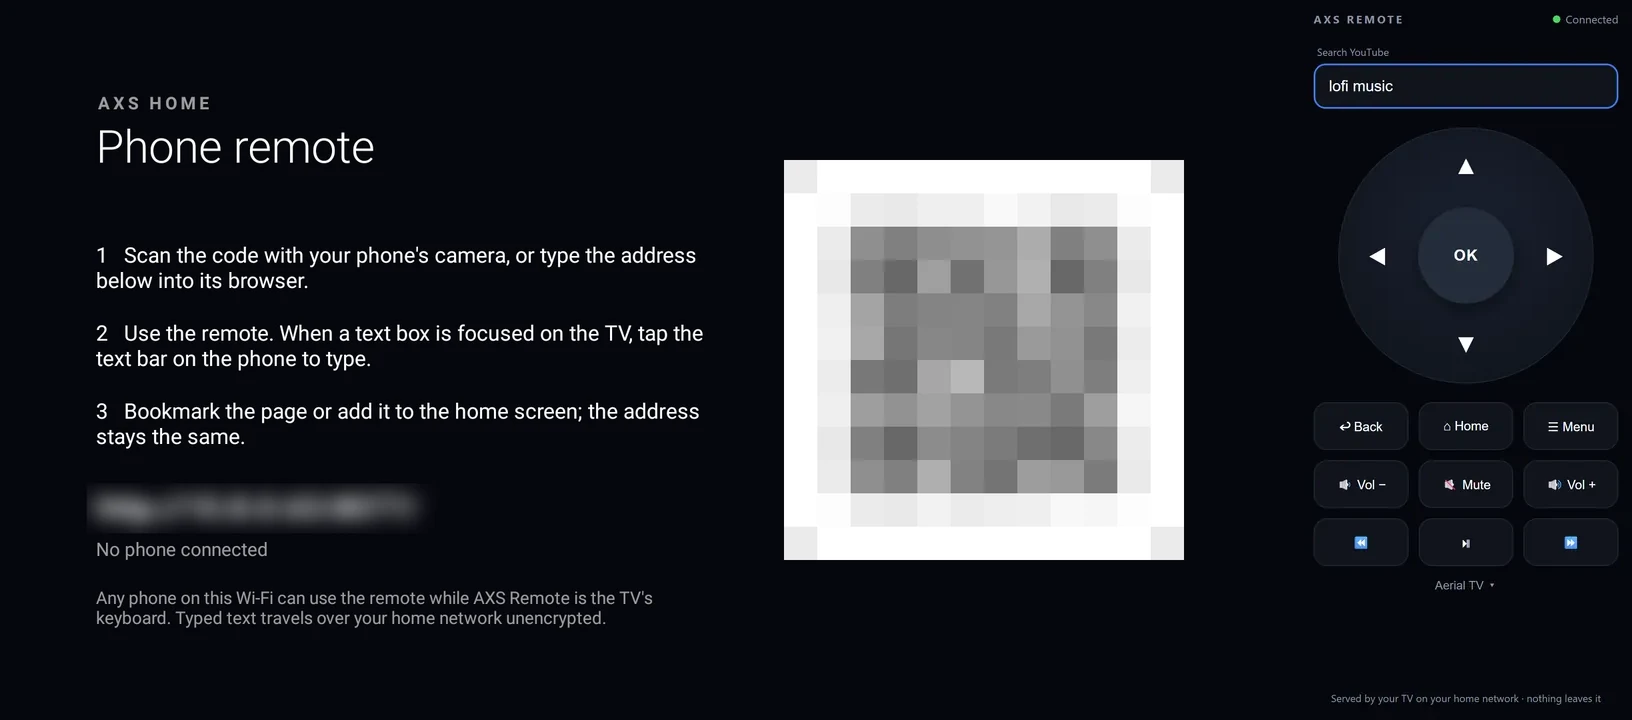 AXS HOME
Phone remote
1 Scan the code with your phone's camera, or type the address
below into its browser.
2 Use the remote. When a text box is focused on the TV, tap the
text bar on the phone to type.
3 Bookmark the page or add it to the home screen; the address
stays the same.
No phone connected
Any phone on this Wi-Fi can use the remote while AXS Remote is the TV's
keyboard. Typed text travels over your home network unencrypted.
AXS REMOTE
Connected
Search YouTube
lofi music
OK
Back
Home
Menu
Vol −
Mute
Vol +
Aerial TV
Served by your TV on your home network · nothing leaves it